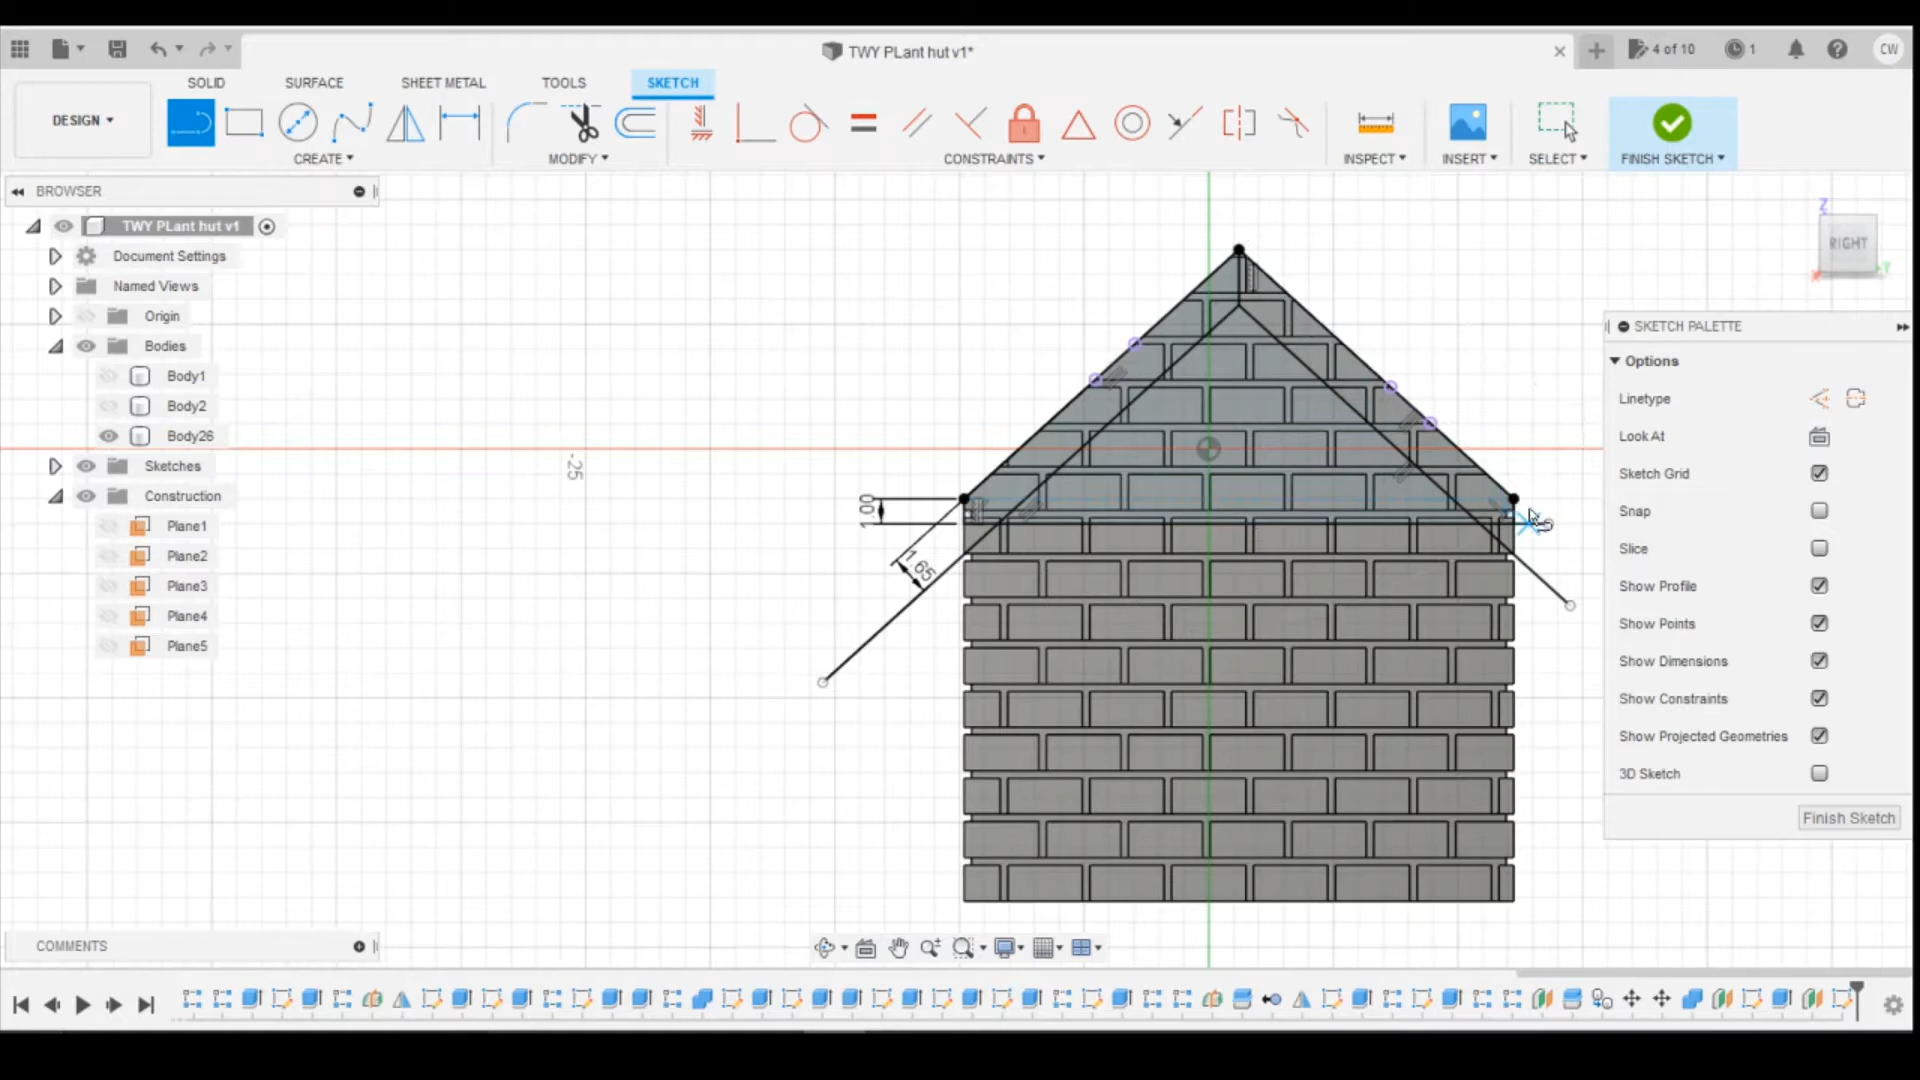 TWY PLant hut v1*
4 of 10
1
CW
SOLID
SURFACE
SHEET METAL
TOOLS
SKETCH
DESIGN
CREATE
MODIFY
CONSTRAINTS
INSPECT
INSERT
SELECT
FINISH SKETCH
BROWSER
TWY PLant hut v1
Document Settings
Named Views
Origin
Bodies
Body1
Body2
Body26
Sketches
Construction
Plane1
Plane2
Plane3
Plane4
Plane5
-25
1.00
1.65
Z
RIGHT
X
Y
SKETCH PALETTE
Options
Linetype
Look At
Sketch Grid
Snap
Slice
Show Profile
Show Points
Show Dimensions
Show Constraints
Show Projected Geometries
3D Sketch
Finish Sketch
COMMENTS